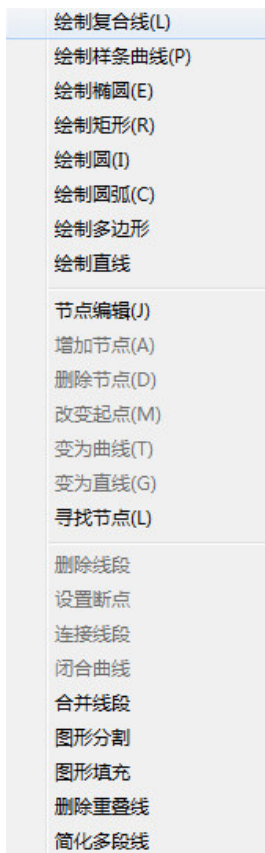 绘制复合线(L)
绘制样条曲线(P)
绘制椭圆(E)
绘制矩形(R)
绘制圆(I)
绘制圆弧(C)
绘制多边形
绘制直线
节点编辑(J)
增加节点(A)
删除节点(D)
改变起点(M)
变为曲线(T)
变为直线(G)
寻找节点(L)
删除线段
设置断点
连接线段
闭合曲线
合并线段
图形分割
图形填充
删除重叠线
简化多段线